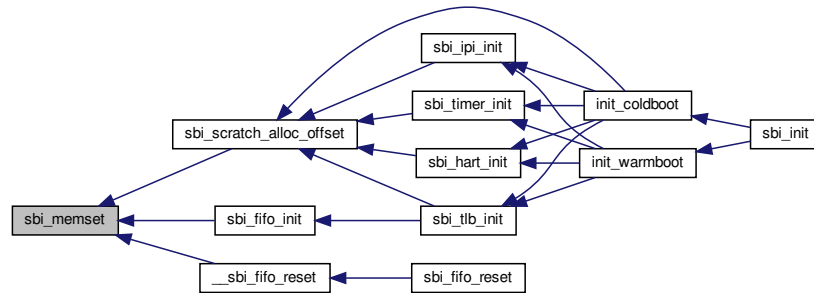 sbi_ipi_init
sbi_timer_init
init_coldboot
sbi_scratch_alloc_offset
sbi_init
sbi_hart_init
init_warmboot
sbi_memset
sbi_fifo_init
sbi_tlb_init
__sbi_fifo_reset
sbi_fifo_reset